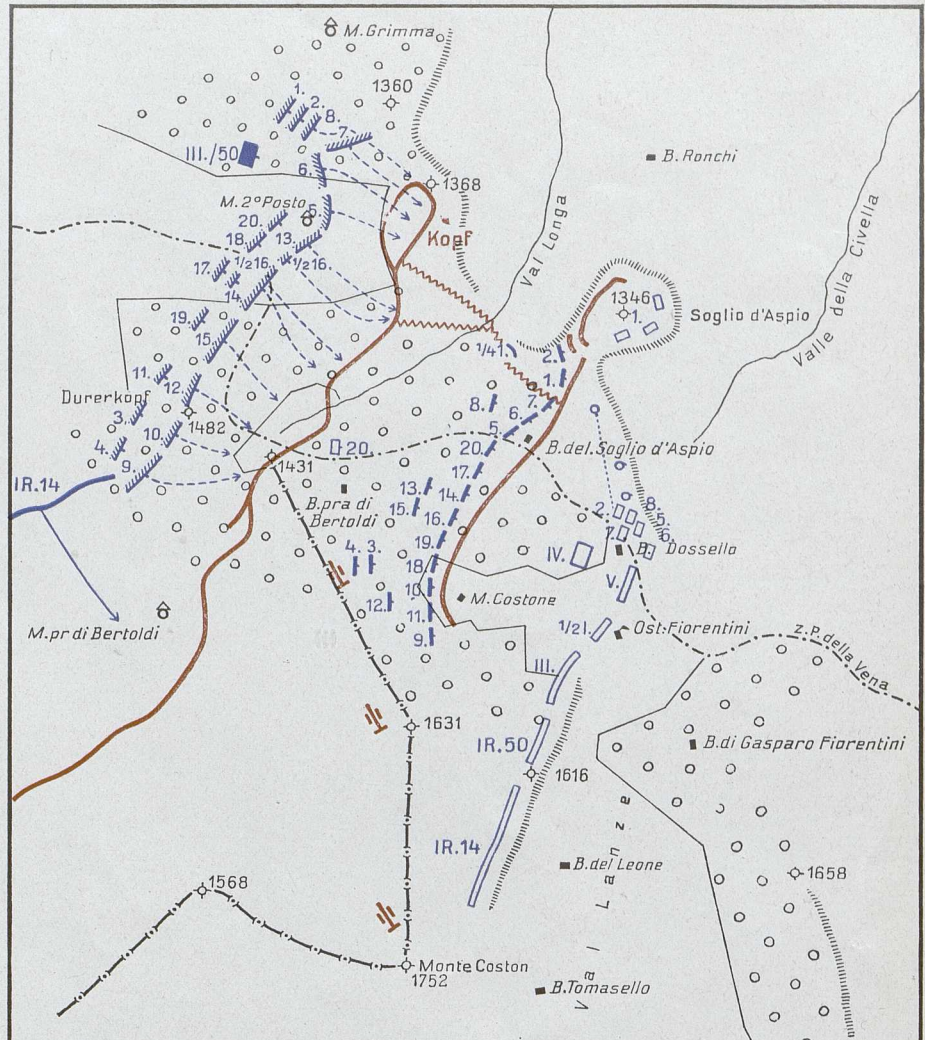 M. Grimma
1360
1.
2.
8.
7.
III./50
6.
B. Ronchi
1368
M. 2° Posto
5.
20.
Kopf
18.
13.
17.
1/2 16.
1/2 16.
14.
Val Longa
Valle della Civella
1346
1.
Soglio d'Aspio
19.
15.
1/41.
2.
11.
12.
1.
Durerkopf
3.
1482
8.
7.
6.
4.
10.
5.
20.
20.
B. del Soglio d'Aspio
9.
1431
17.
IR. 14
B. pra di
Bertoldi
13.
14.
15.
16.
2.
8.
5.
7.
6.
19.
B. Dossello
4.
3.
18.
IV.
V.
10.
12.
11.
M. Costone
9.
1/2 I.
Ost. Fiorentini
M. pr di Bertoldi
z. P. della Vena
III.
1631
IR. 50
B. di Gasparo Fiorentini
1616
IR. 14
Val Lanza
B. del Leone
1658
1568
Monte Coston
1752
B. Tomasello